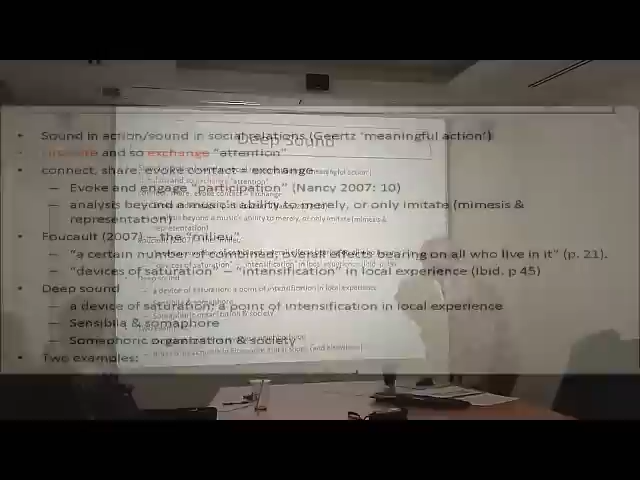 Deep Sound
• Sound in action/sound in social relations (Geertz 'meaningful action')
• and so exchange "attention"
• connect, share, evoke contact = exchange
– Evoke and engage "participation" (Nancy 2007: 10)
– analysis beyond a music's ability to merely, or only imitate (mimesis &
representation)
• Foucault (2007) – the "milieu"
– "a certain number of combined, overall effects bearing on all who live in it" (p. 21).
– "devices of saturation" – "intensification" in local experience (Ibid. p 45)
• Deep sound
– a device of saturation: a point of intensification in local experience
– Sensibilia & somaphore
– Somaphoric organization & society
• Two examples: